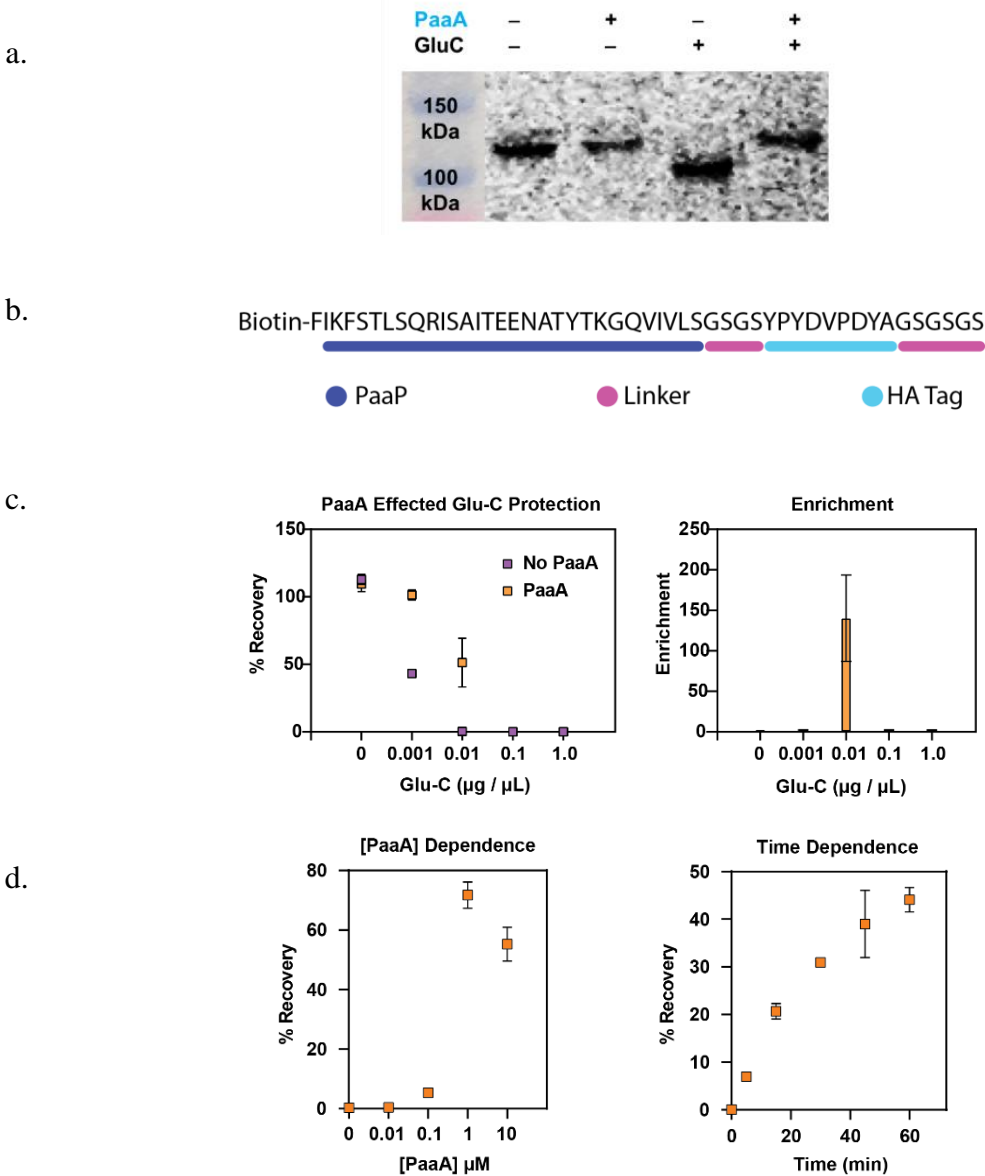 a.
PaaA – + – +
GluC – – + +
150
kDa
100
kDa
b.
Biotin-FIKFSTLSQRISAITEENATYTKGQVIVLSGSGSYPYDVPDYAGSGSGS
PaaP Linker HA Tag
c.
PaaA Effected Glu-C Protection
% Recovery
150
100
50
0
No PaaA
PaaA
0 0.001 0.01 0.1 1.0
Glu-C (µg / µL)
Enrichment
Enrichment
250
200
150
100
50
0
0 0.001 0.01 0.1 1.0
Glu-C (µg / µL)
d.
[PaaA] Dependence
% Recovery
80
60
40
20
0
0 0.01 0.1 1 10
[PaaA] µM
Time Dependence
% Recovery
50
40
30
20
10
0
0 20 40 60
Time (min)